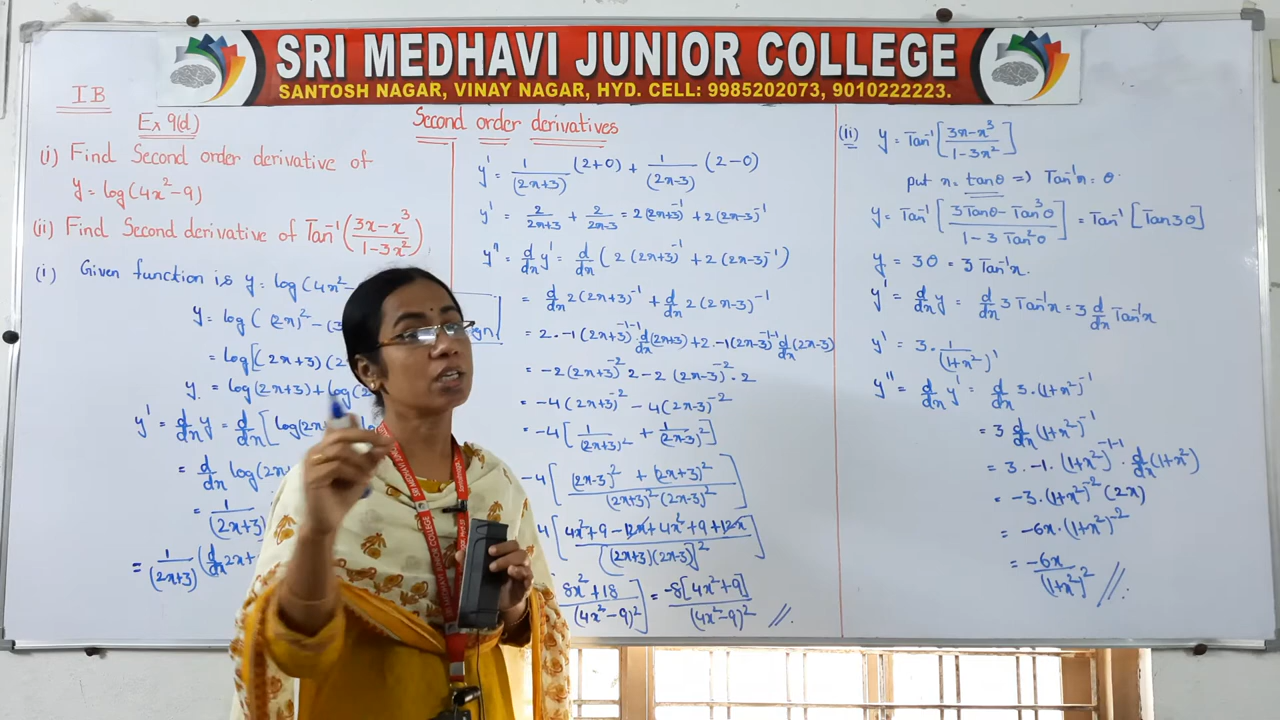 SRI MEDHAVI JUNIOR COLLEGE
SANTOSH NAGAR, VINAY NAGAR, HYD. CELL: 9985202073, 9010222223.
I B
Ex 9(d)
Second order derivatives
(i) Find Second order derivative of
y = log(4x²-9)
(ii) Find Second derivative of Tan⁻¹(3x-x³/1-3x²)
(i) Given function is y = log(4x²-
y = log( (2x)² - (3
= log[(2x+3) (2
y = log(2x+3) + log(2
y' = d/dx y = d/dx [log(2x
= d/dx log(2x
= 1/(2x+3)
= 1/(2x+3) (d/dx 2x +
y' = 1/(2x+3) (2+0) + 1/(2x-3) (2-0)
y' = 2/2x+3 + 2/2x-3 = 2(2x+3)⁻¹ + 2(2x-3)⁻¹
y'' = d/dx y' = d/dx (2(2x+3)⁻¹ + 2(2x-3)⁻¹)
= d/dx 2(2x+3)⁻¹ + d/dx 2(2x-3)⁻¹
= 2·-1(2x+3)⁻¹⁻¹ d/dx(2x+3) + 2·-1(2x-3)⁻¹⁻¹ d/dx(2x-3)
= -2(2x+3)⁻² 2 - 2 (2x-3)⁻²·2
= -4(2x+3)⁻² - 4(2x-3)⁻²
= -4[1/(2x+3)² + 1/(2x-3)²]
-4[(2x-3)² + (2x+3)²/(2x+3)²(2x-3)²]
4[4x²+9-12x+4x²+9+12x/[(2x+3)(2x-3)]²]
8x²+18/(4x²-9)²] = -8[4x²+9]/(4x²-9)² //.
(ii) y = Tan⁻¹[3x-x³/1-3x²]
put x = tanθ => Tan⁻¹x = θ.
y = Tan⁻¹[3Tanθ-Tan³θ/1-3Tan²θ] = Tan⁻¹[Tan3θ]
y = 3θ = 3Tan⁻¹x.
y' = d/dx y = d/dx 3Tan⁻¹x = 3 d/dx Tan⁻¹x
y' = 3·1/(1+x²)'
y'' = d/dx y' = d/dx 3·(1+x²)⁻¹
= 3 d/dx (1+x²)⁻¹
= 3·-1·(1+x²)⁻¹⁻¹·d/dx(1+x²)
= -3·(1+x²)⁻²(2x)
= -6x·(1+x²)⁻²
= -6x/(1+x²)² //.
SRI MEDHAVI JUNIOR COLLEGE